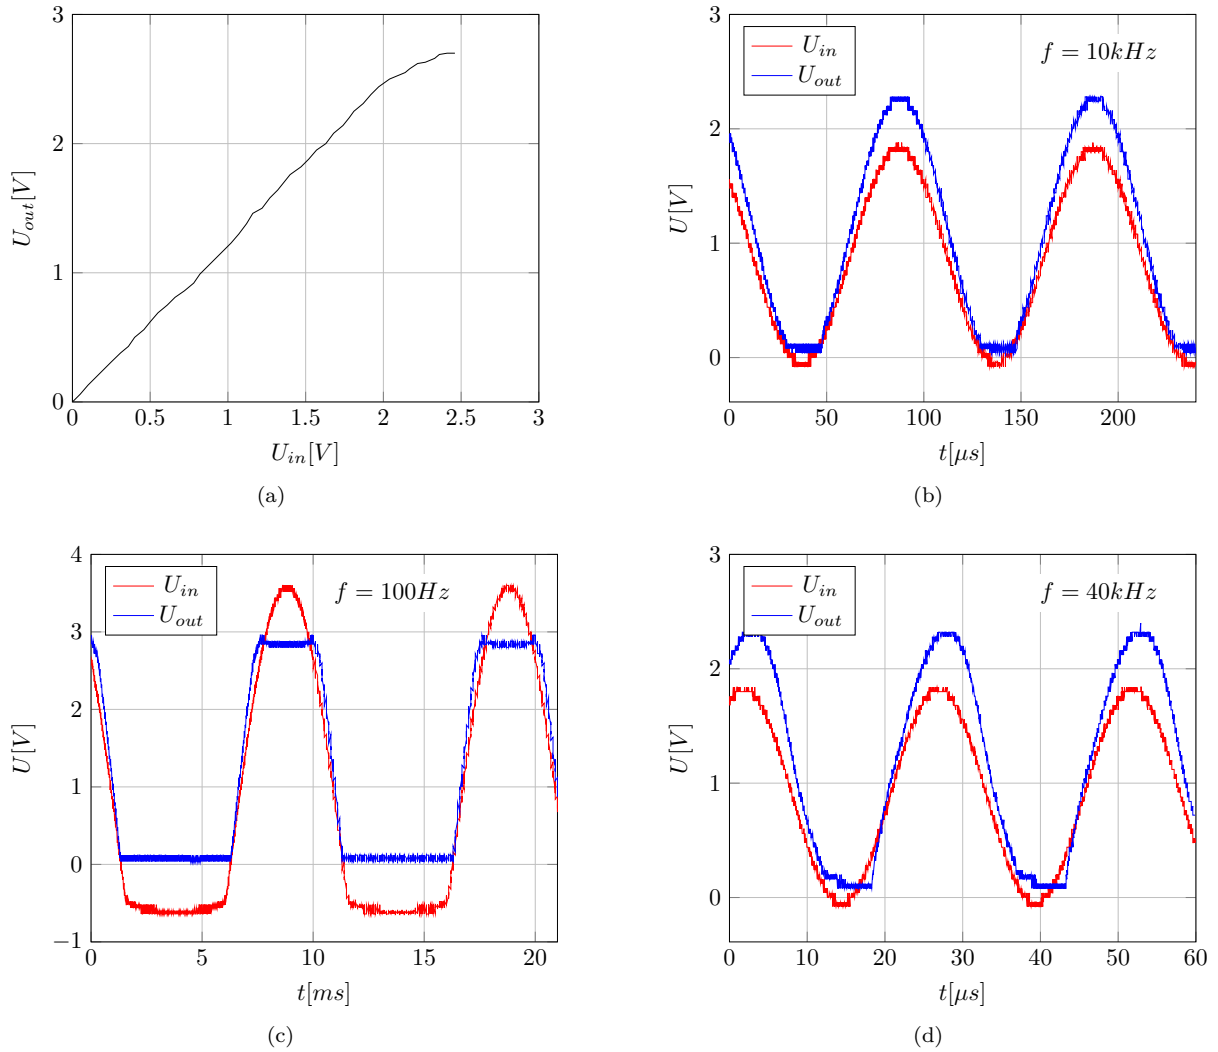 3
2
1
0
0
0.5
1
1.5
2
2.5
3
U_out[V]
U_in[V]
(a)
U_in
U_out
f = 10kHz
3
2
1
0
0
50
100
150
200
U[V]
t[μs]
(b)
U_in
U_out
f = 100Hz
4
3
2
1
0
−1
0
5
10
15
20
U[V]
t[ms]
(c)
U_in
U_out
f = 40kHz
3
2
1
0
0
10
20
30
40
50
60
U[V]
t[μs]
(d)